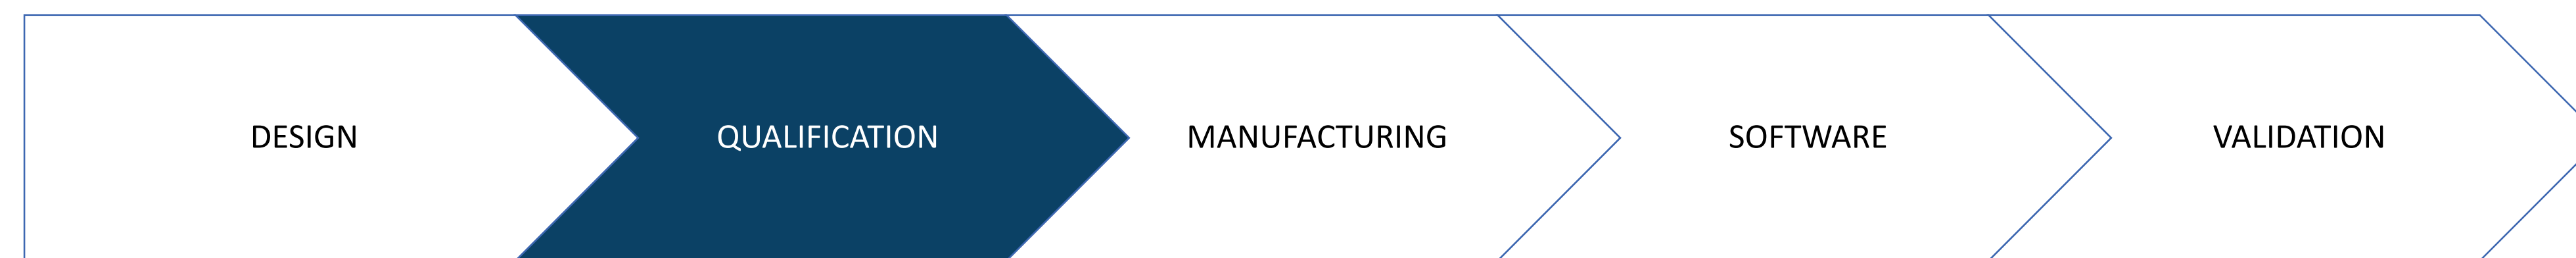 DESIGN
QUALIFICATION
MANUFACTURING
SOFTWARE
VALIDATION